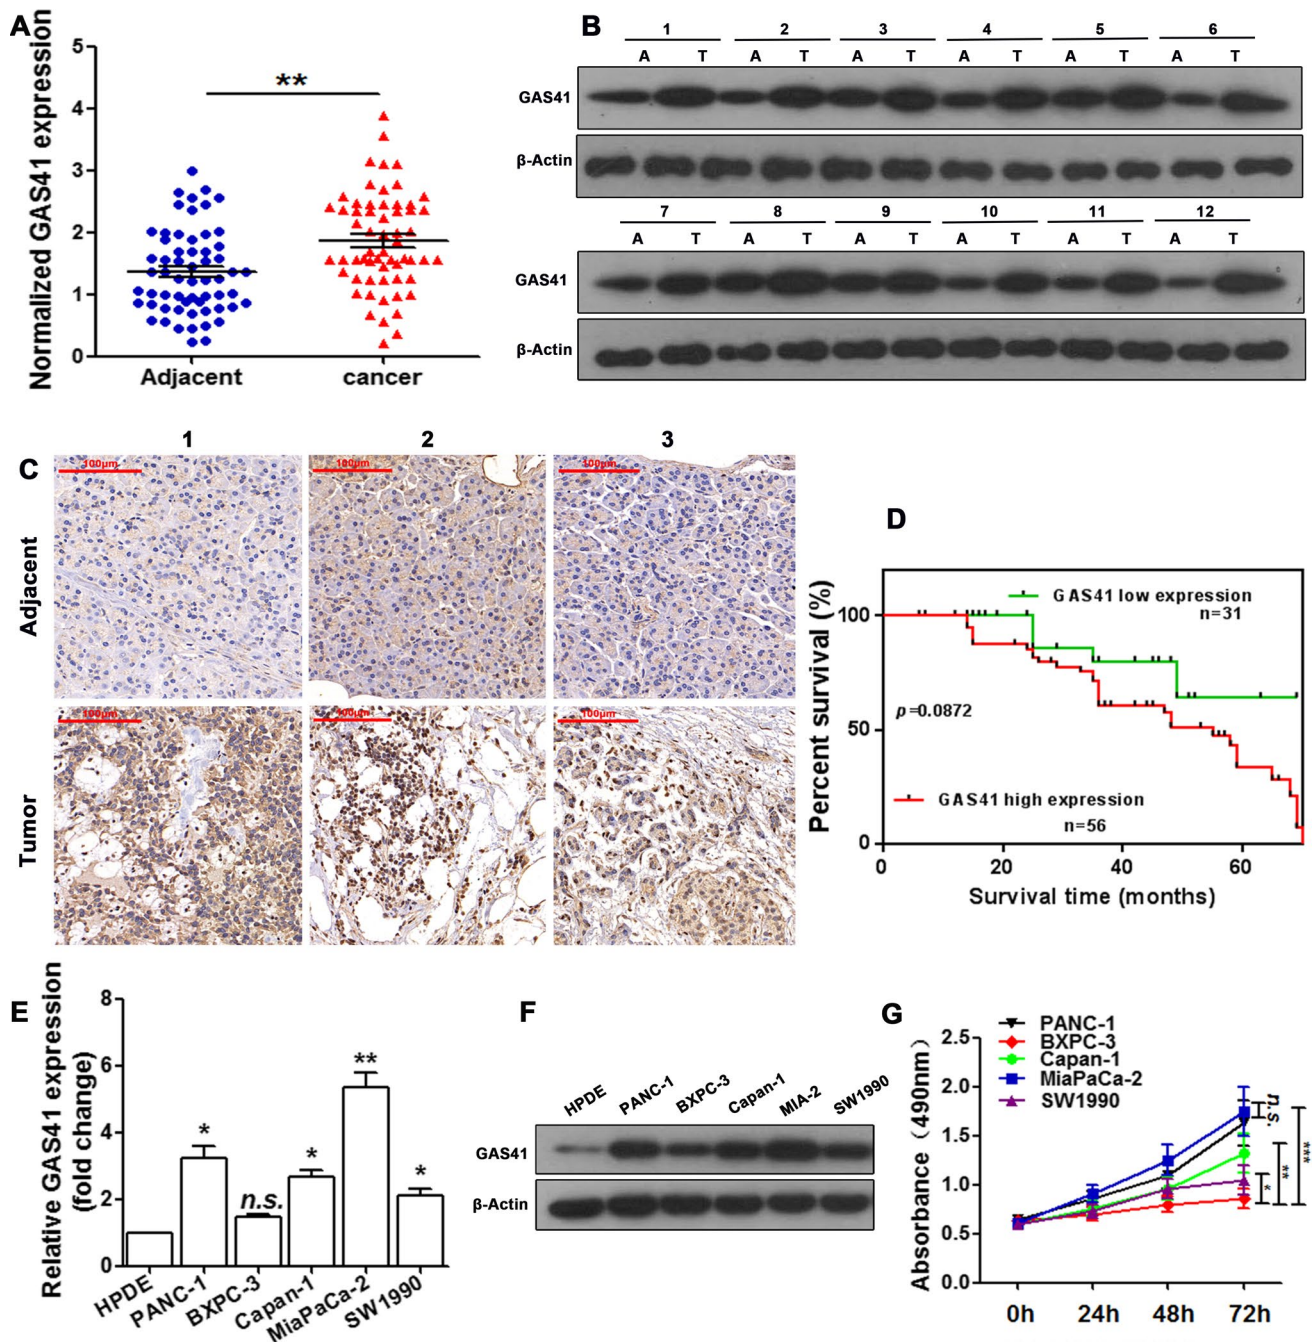 A
Normalized GAS41 expression
5
4
3
2
1
0
**
Adjacent
cancer
B
1 2 3 4 5 6
A T A T A T A T A T A T
GAS41
β-Actin
7 8 9 10 11 12
A T A T A T A T A T A T
GAS41
β-Actin
C
1 2 3
Adjacent
100μm 100μm 100μm
Tumor
100μm 100μm 100μm
D
Percent survival (%)
100
50
0
GAS41 low expression
n=31
p=0.0872
GAS41 high expression
n=56
0 20 40 60
Survival time (months)
E
Relative GAS41 expression
(fold change)
8
6
4
2
0
* n.s. * ** *
HPDE
PANC-1
BXPC-3
Capan-1
MiaPaCa-2
SW1990
F
HPDE PANC-1 BXPC-3 Capan-1 MIA-2 SW1990
GAS41
β-Actin
G
Absorbance (490nm)
2.5
2.0
1.5
1.0
0.5
0.0
PANC-1
BXPC-3
Capan-1
MiaPaCa-2
SW1990
n.s.
*
**
***
0h 24h 48h 72h